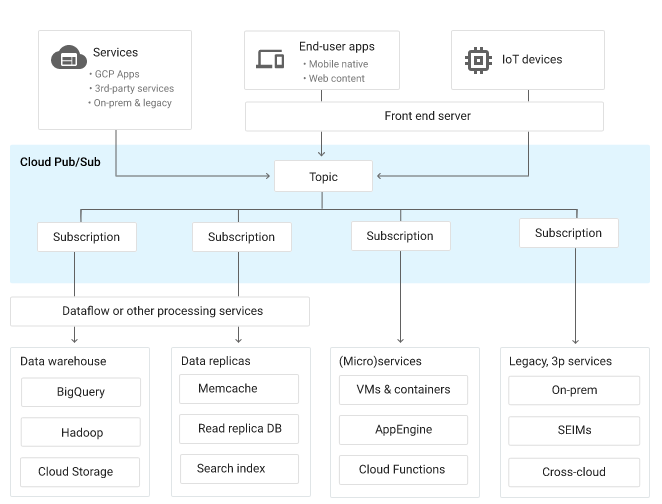 Services
• GCP Apps
• 3rd-party services
• On-prem & legacy
End-user apps
• Mobile native
• Web content
IoT devices
Front end server
Cloud Pub/Sub
Topic
Subscription
Subscription
Subscription
Subscription
Dataflow or other processing services
Data warehouse
BigQuery
Hadoop
Cloud Storage
Data replicas
Memcache
Read replica DB
Search index
(Micro)services
VMs & containers
AppEngine
Cloud Functions
Legacy, 3p services
On-prem
SEIMs
Cross-cloud